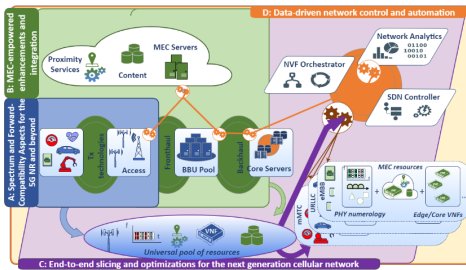 D: Data-driven network control and automation
B: MEC-empowered
enhancements and
integration
Proximity
Services
MEC Servers
Content
Network Analytics
01100
10010
00101
NVF Orchestrator
SDN Controller
A: Spectrum and Forward-
Compatibility Aspects for the
5G NR and beyond
Tx
technologies
Access
Fronthaul
BBU Pool
Backhaul
Core Servers
MEC resources
mMTC
URLLC
eMBB
PHY numerology
Edge/Core VNFs
VNF
Universal pool of resources
C: End-to-end slicing and optimizations for the next generation cellular network